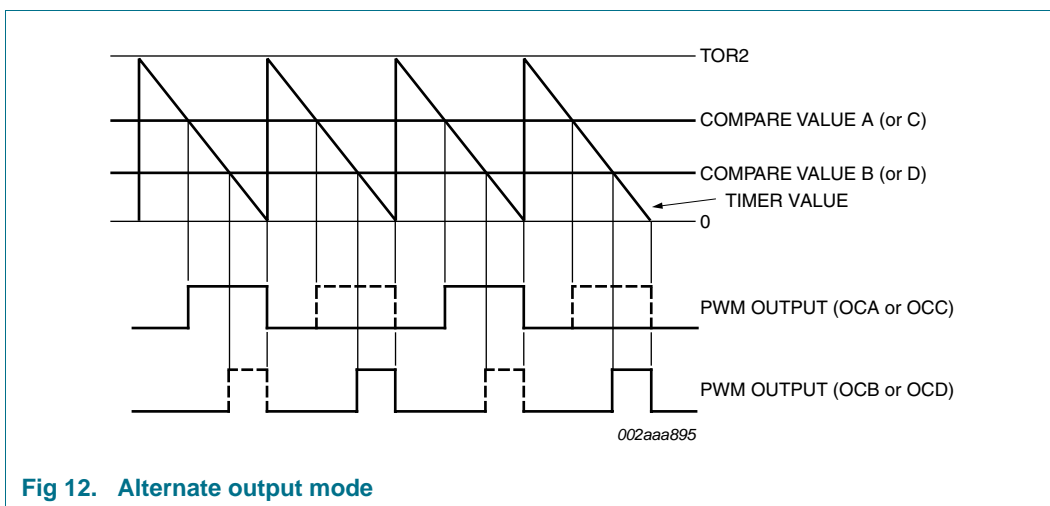 TOR2
COMPARE VALUE A (or C)
COMPARE VALUE B (or D)
TIMER VALUE
0
PWM OUTPUT (OCA or OCC)
PWM OUTPUT (OCB or OCD)
002aaa895
Fig 12. Alternate output mode